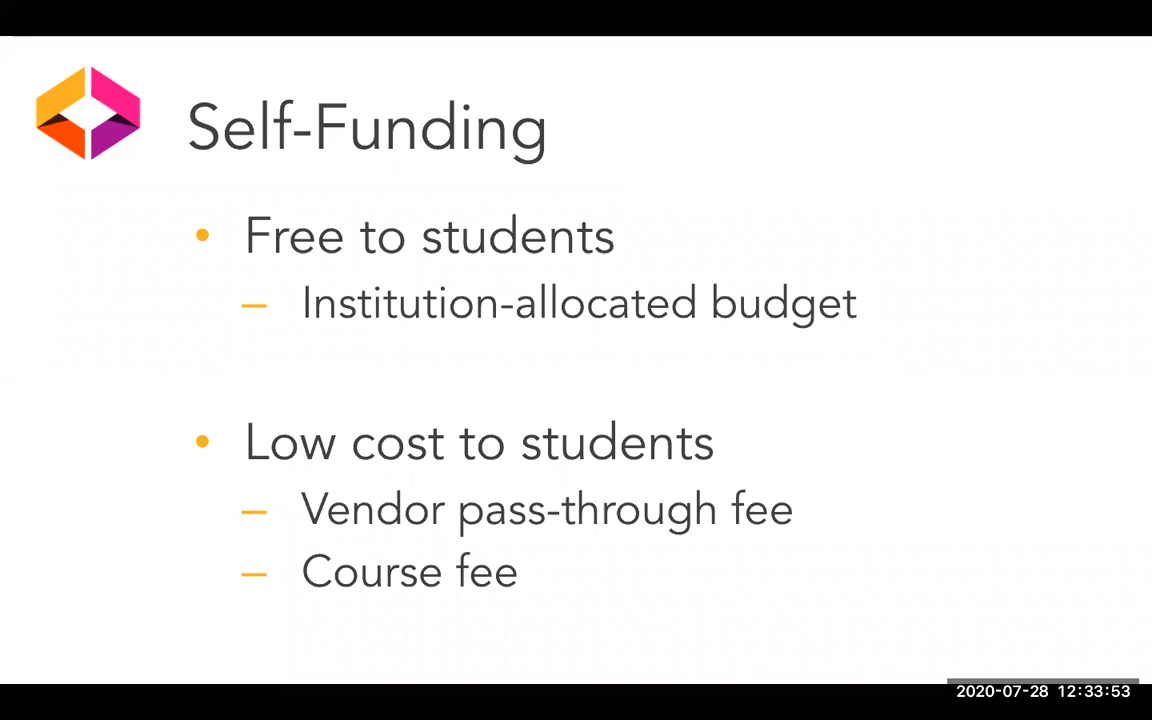 Self-Funding
• Free to students
– Institution-allocated budget
• Low cost to students
– Vendor pass-through fee
– Course fee
2020-07-28 12:33:53